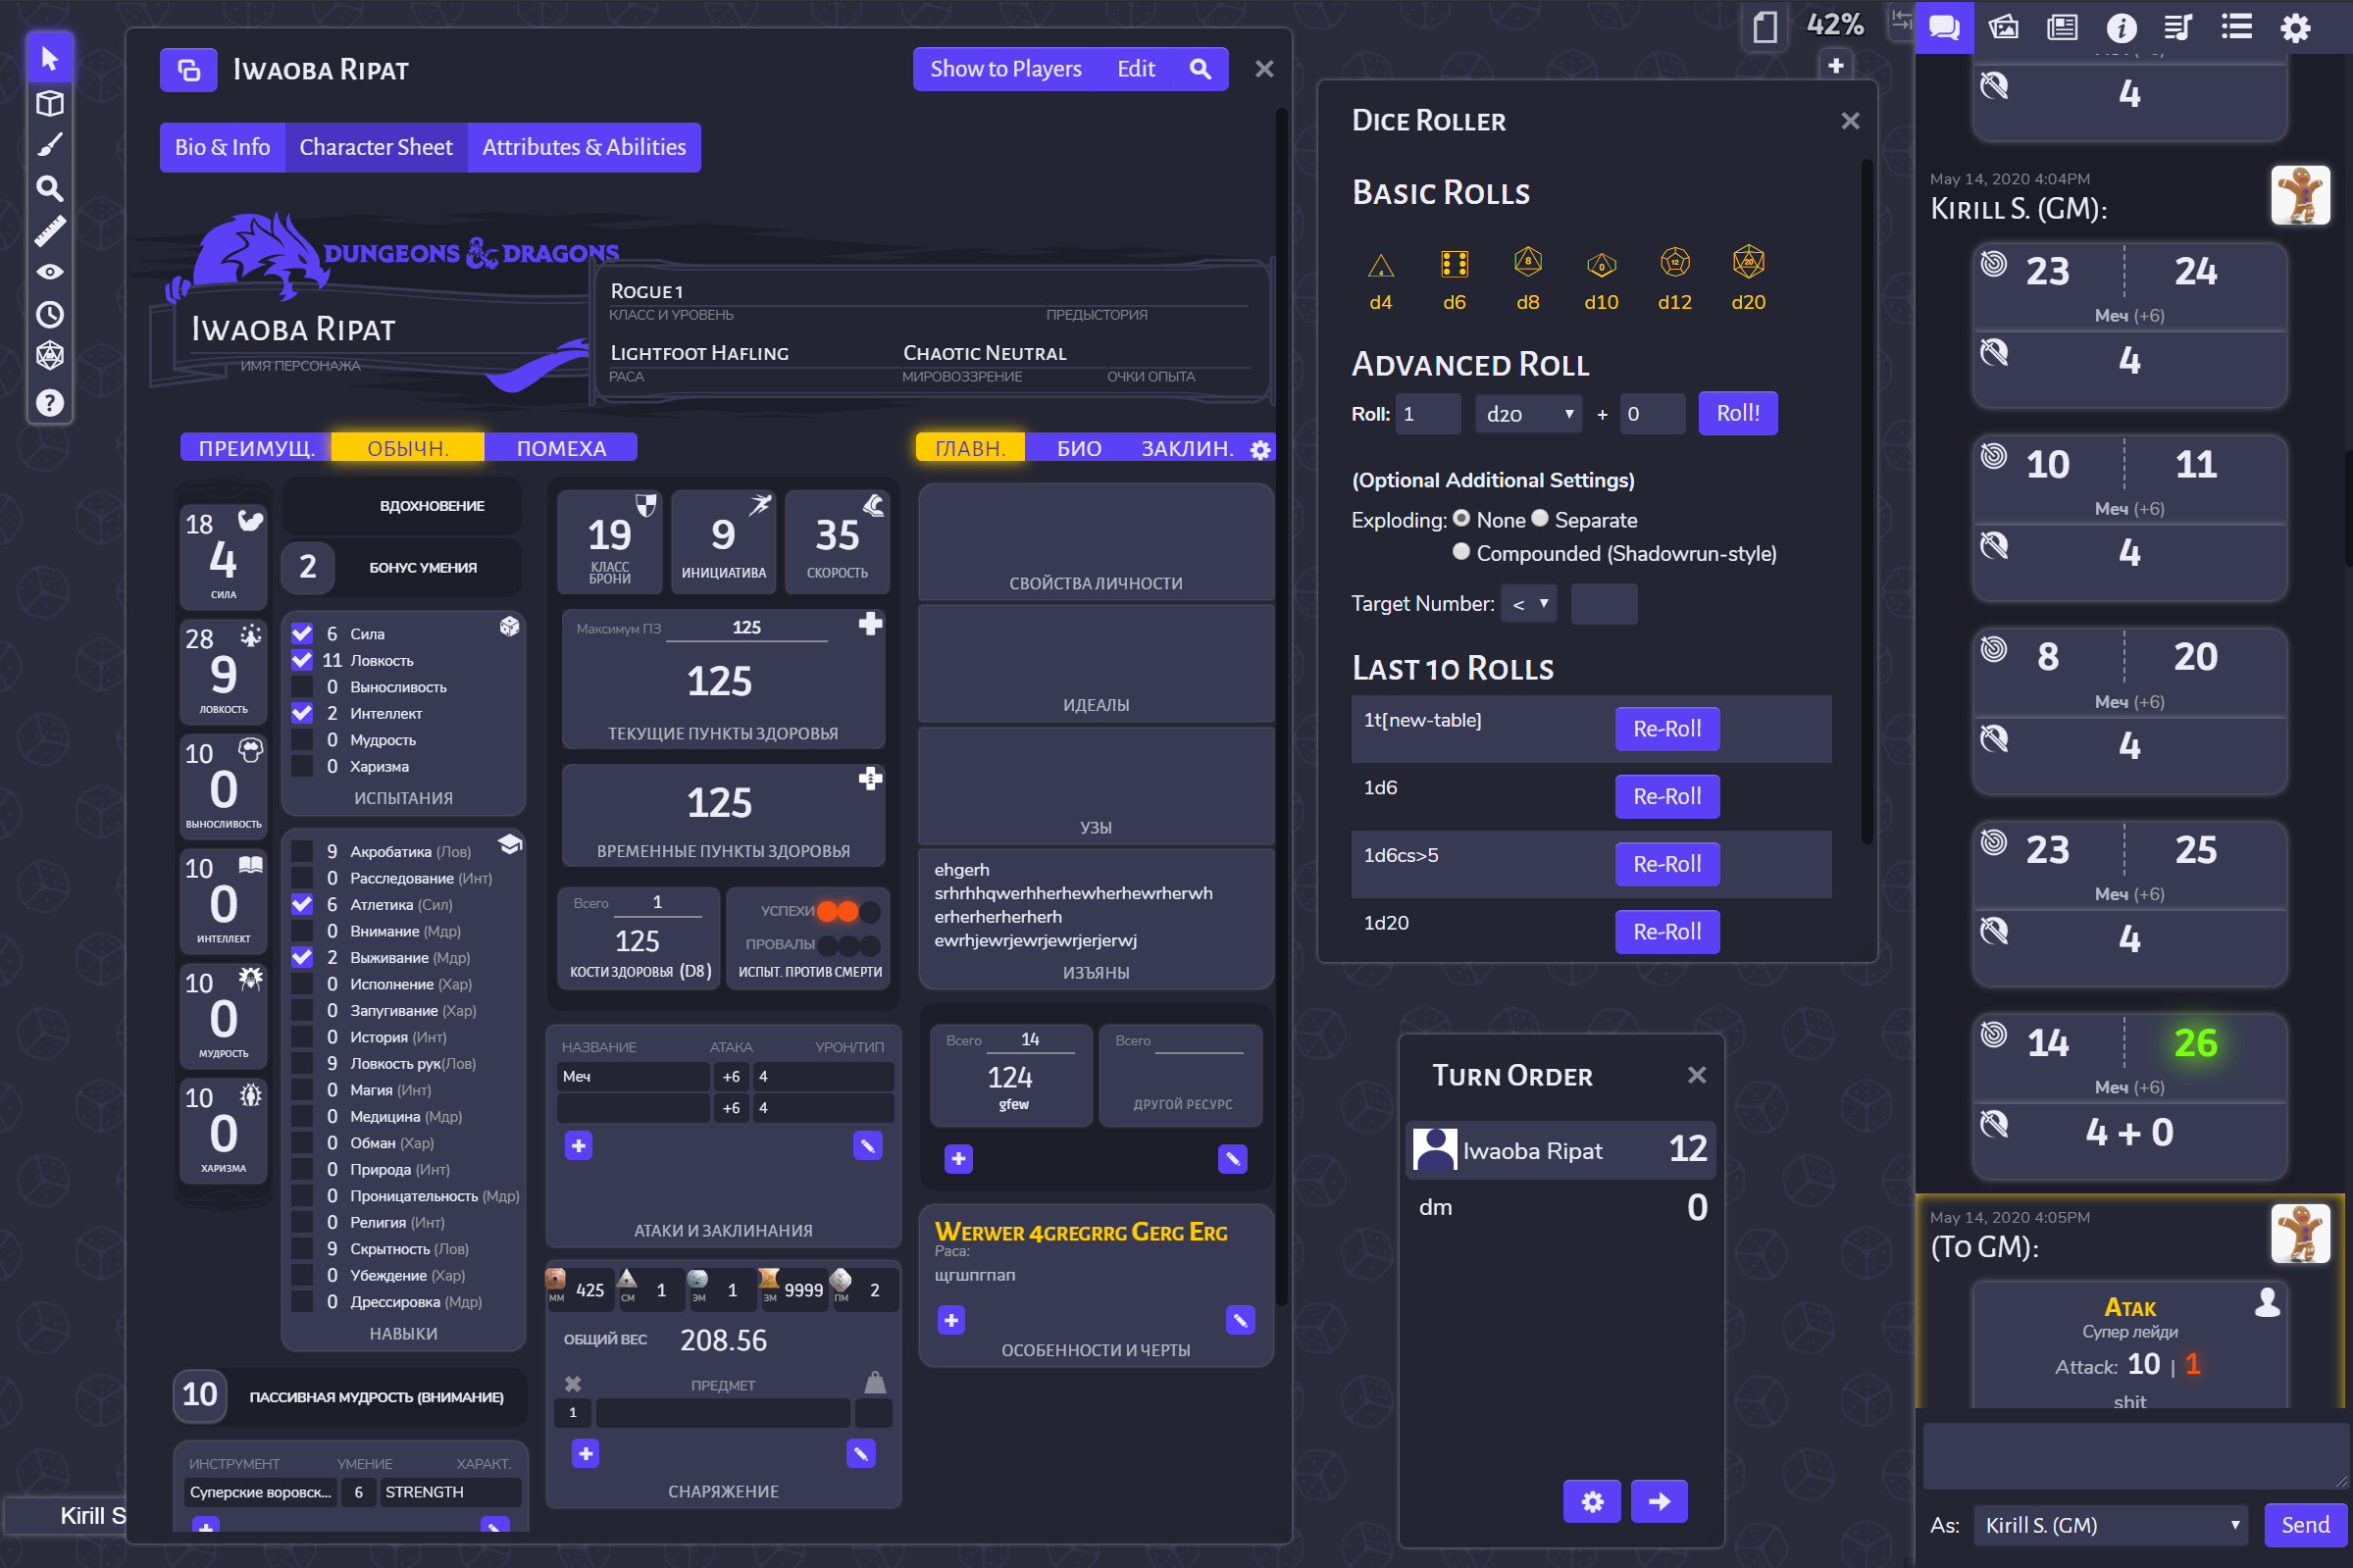 Iwaoba Ripat
Show to Players
Edit
Bio & Info
Character Sheet
Attributes & Abilities
DUNGEONS & DRAGONS
Iwaoba Ripat
ИМЯ ПЕРСОНАЖА
Rogue 1
КЛАСС И УРОВЕНЬ
ПРЕДЫСТОРИЯ
Lightfoot Hafling
Chaotic Neutral
РАСА
МИРОВОЗЗРЕНИЕ
ОЧКИ ОПЫТА
ПРЕИМУЩ.
ОБЫЧН.
ПОМЕХА
ГЛАВН.
БИО
ЗАКЛИН.
18
4
СИЛА
28
9
ЛОВКОСТЬ
10
0
ВЫНОСЛИВОСТЬ
10
0
ИНТЕЛЛЕКТ
10
0
МУДРОСТЬ
10
0
ХАРИЗМА
ВДОХНОВЕНИЕ
2
БОНУС УМЕНИЯ
6 Сила
11 Ловкость
0 Выносливость
2 Интеллект
0 Мудрость
0 Харизма
ИСПЫТАНИЯ
9 Акробатика (Лов)
0 Расследование (Инт)
6 Атлетика (Сил)
0 Внимание (Мдр)
2 Выживание (Мдр)
0 Исполнение (Хар)
0 Запугивание (Хар)
0 История (Инт)
9 Ловкость рук(Лов)
0 Магия (Инт)
0 Медицина (Мдр)
0 Обман (Хар)
0 Природа (Инт)
0 Проницательность (Мдр)
0 Религия (Инт)
9 Скрытность (Лов)
0 Убеждение (Хар)
0 Дрессировка (Мдр)
НАВЫКИ
10
ПАССИВНАЯ МУДРОСТЬ (ВНИМАНИЕ)
ИНСТРУМЕНТ УМЕНИЕ ХАРАКТ.
Суперские воровск... 6 STRENGTH
Kirill S
19
КЛАСС
БРОНИ
9
ИНИЦИАТИВА
35
СКОРОСТЬ
Максимум ПЗ 125
125
ТЕКУЩИЕ ПУНКТЫ ЗДОРОВЬЯ
125
ВРЕМЕННЫЕ ПУНКТЫ ЗДОРОВЬЯ
Всего 1
125
КОСТИ ЗДОРОВЬЯ (D8)
УСПЕХИ
ПРОВАЛЫ
ИСПЫТ. ПРОТИВ СМЕРТИ
НАЗВАНИЕ АТАКА УРОН/ТИП
Меч +6 4
+6 4
АТАКИ И ЗАКЛИНАНИЯ
ММ 425 СМ 1 ЭМ 1 ЗМ 9999 ПМ 2
ОБЩИЙ ВЕС 208.56
ПРЕДМЕТ
1
СНАРЯЖЕНИЕ
СВОЙСТВА ЛИЧНОСТИ
ИДЕАЛЫ
УЗЫ
ehgerh
srhrhhqwerhherhewherhewrherwh
erherherherherh
ewrhjewrjewrjewrjerjerwj
ИЗЪЯНЫ
Всего 14
124
gfew
Всего
ДРУГОЙ РЕСУРС
Werwer 4gregrrg Gerg Erg
Раса:
щгшпгпап
ОСОБЕННОСТИ И ЧЕРТЫ
42%
Dice Roller
Basic Rolls
4
8
0
12
20
d4 d6 d8 d10 d12 d20
Advanced Roll
Roll: 1 d20 + 0 Roll!
(Optional Additional Settings)
Exploding: None Separate
Compounded (Shadowrun-style)
Target Number: <
Last 10 Rolls
1t[new-table] Re-Roll
1d6 Re-Roll
1d6cs>5 Re-Roll
1d20 Re-Roll
Turn Order
Iwaoba Ripat 12
dm 0
4
May 14, 2020 4:04PM
Kirill S. (GM):
23 24
Меч (+6)
4
10 11
Меч (+6)
4
8 20
Меч (+6)
4
23 25
Меч (+6)
4
14 26
Меч (+6)
4 + 0
May 14, 2020 4:05PM
(To GM):
Атак
Супер лейди
Attack: 10 | 1
shit
As: Kirill S. (GM) Send